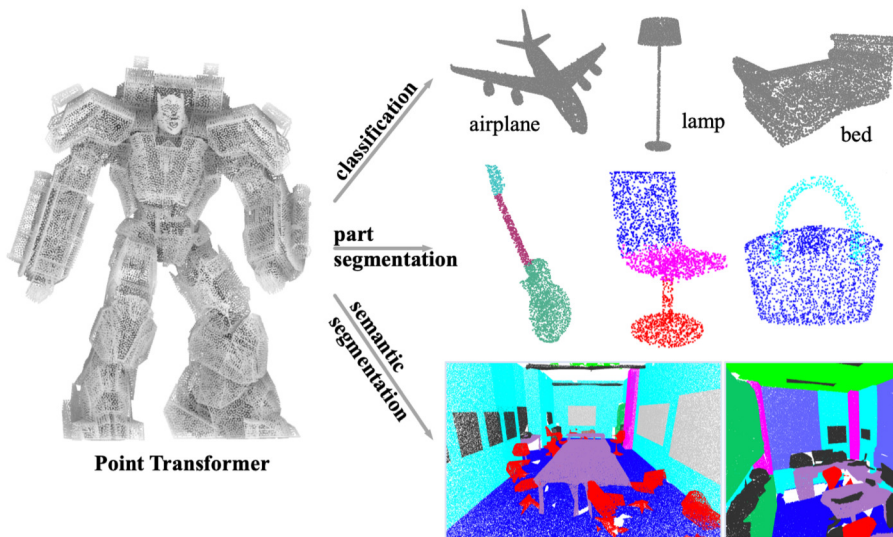 classification
airplane
lamp
bed
part
segmentation
semantic
segmentation
Point Transformer